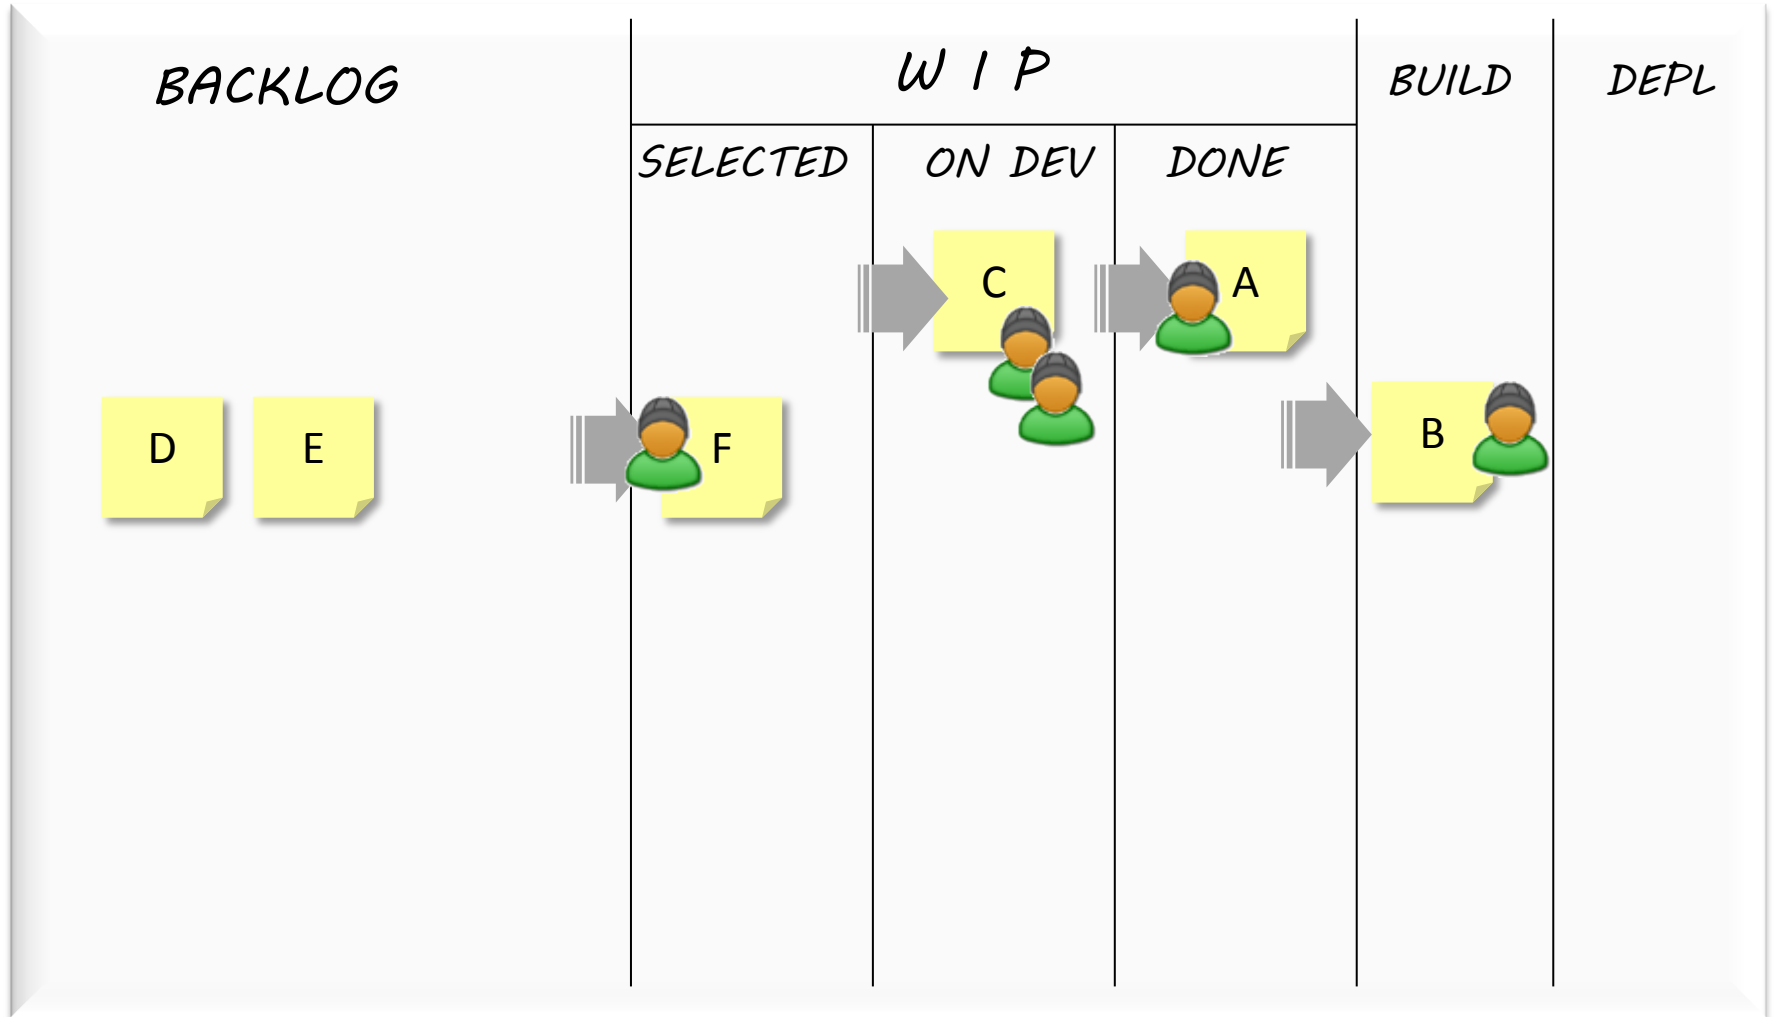 BACKLOG
W I P
BUILD
DEPL
SELECTED
ON DEV
DONE
C
A
D
E
F
B